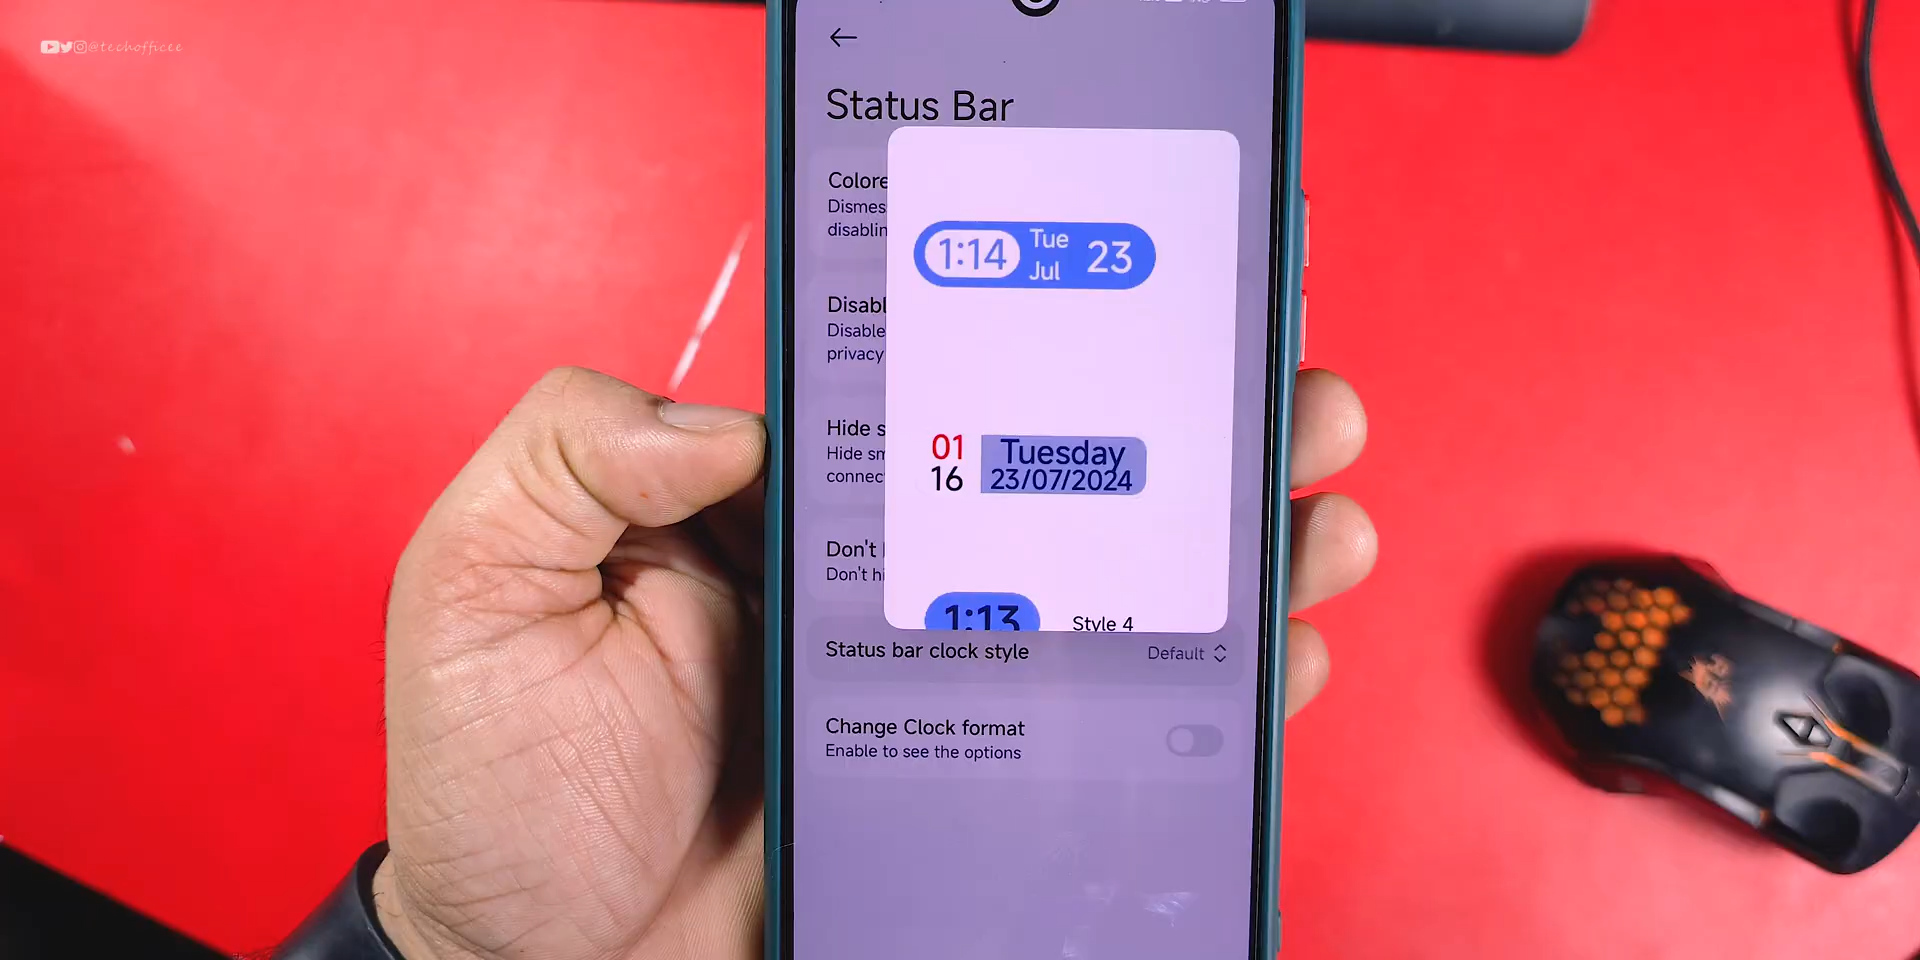 @techofficee
Status Bar
Colore
Dismes
disablin
1:14 Tue Jul 23
Disabl
Disable
privacy
01
16
Tuesday
23/07/2024
Hide s
Hide sm
connec
Don't
Don't hi
1:13 Style 4
Status bar clock style Default
Change Clock format
Enable to see the options